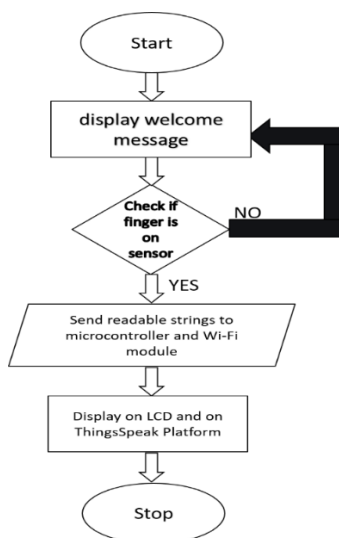 Start
display welcome
message
Check if
finger is
on
sensor
NO
YES
Send readable strings to
microcontroller and Wi-Fi
module
Display on LCD and on
ThingsSpeak Platform
Stop